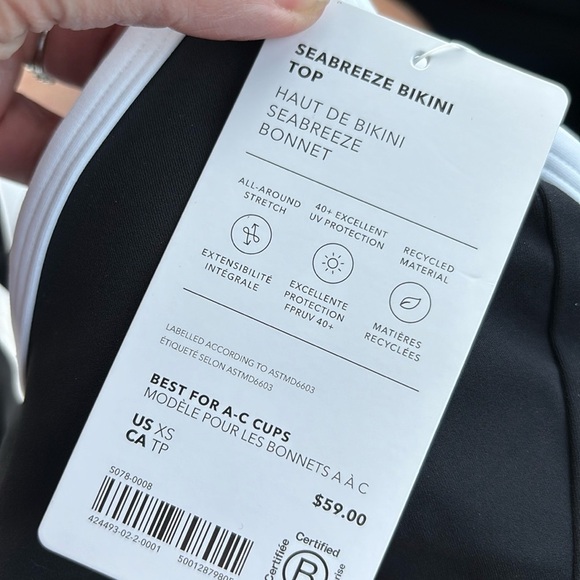 SEABREEZE BIKINI
TOP
HAUT DE BIKINI
SEABREEZE
BONNET
ALL-AROUND
STRETCH
EXTENSIBILITÉ
INTÉGRALE
40+ EXCELLENT
UV PROTECTION
EXCELLENTE
PROTECTION
FPRUV 40+
RECYCLED
MATERIAL
MATIÈRES
RECYCLÉES
LABELLED ACCORDING TO ASTMD6603
ÉTIQUETÉ SELON ASTMD6603
BEST FOR A-C CUPS
MODÈLE POUR LES BONNETS A À C
US XS
CA TP
$59.00
5078-0008
424493-02.2-0001
5001287980
Certified
Certifiée
B